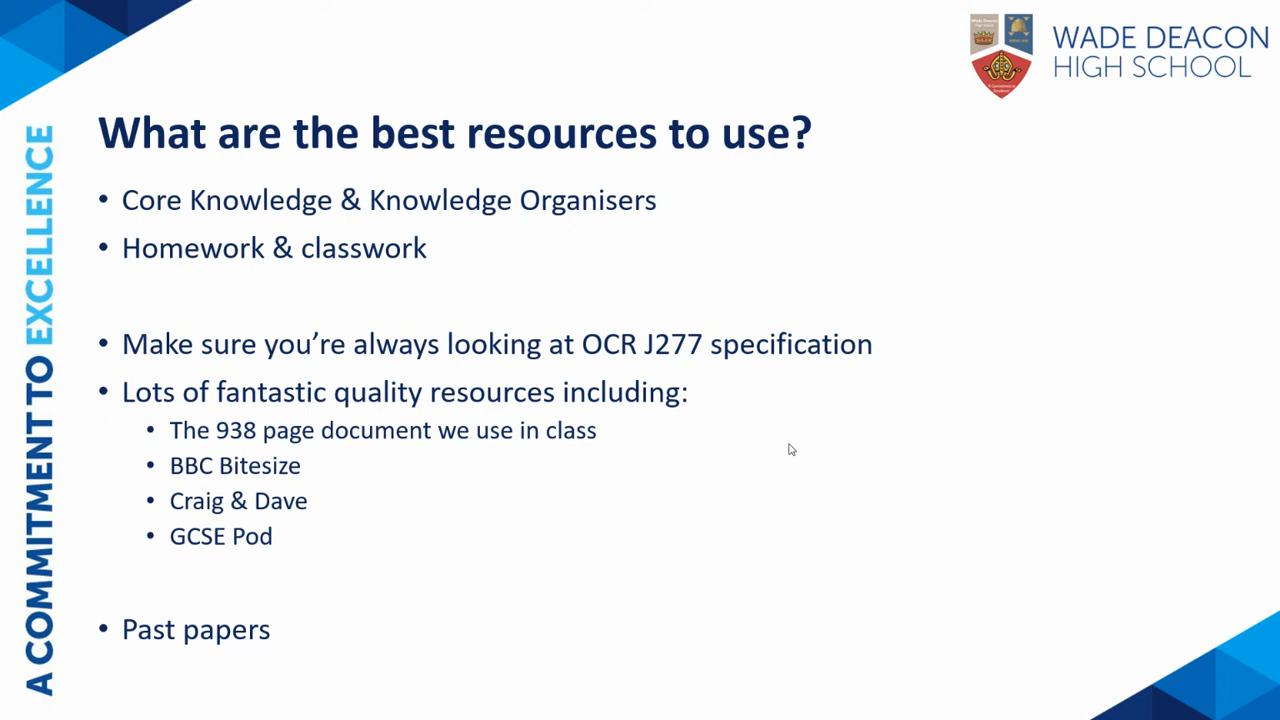 WADE DEACON
HIGH SCHOOL
A COMMITMENT TO EXCELLENCE
What are the best resources to use?
• Core Knowledge & Knowledge Organisers
• Homework & classwork
• Make sure you’re always looking at OCR J277 specification
• Lots of fantastic quality resources including:
• The 938 page document we use in class
• BBC Bitesize
• Craig & Dave
• GCSE Pod
• Past papers